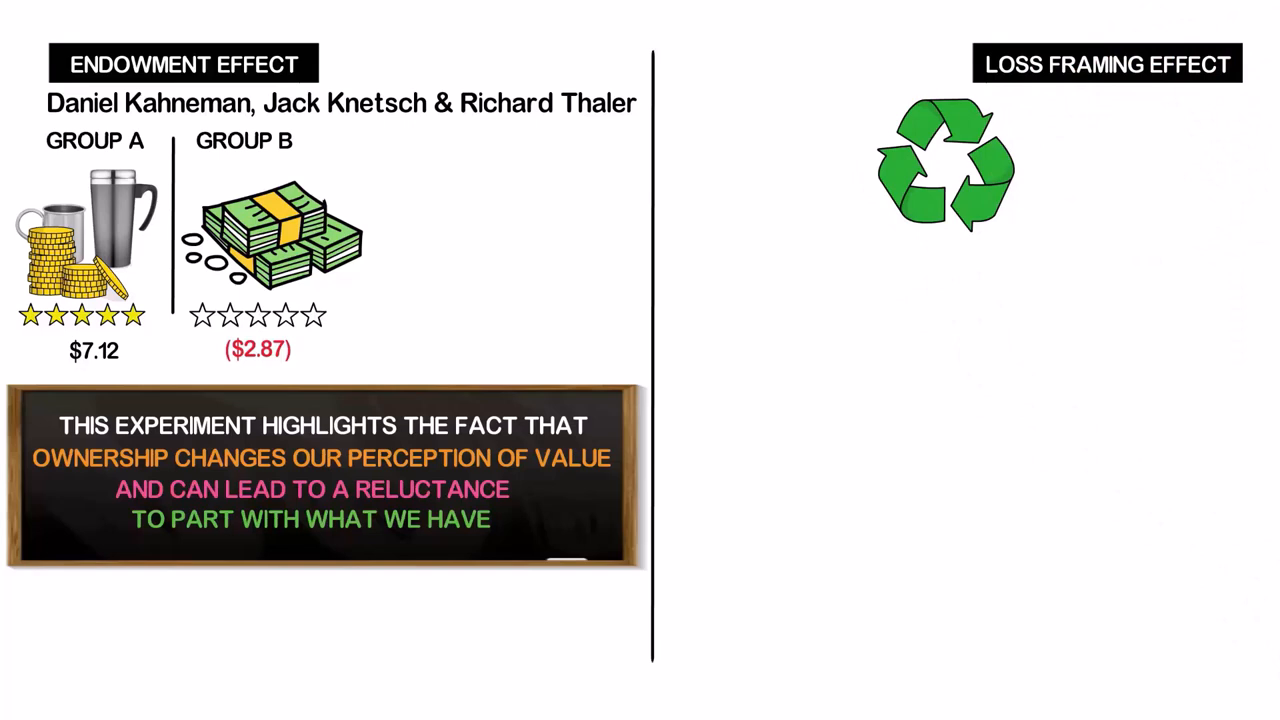 ENDOWMENT EFFECT
Daniel Kahneman, Jack Knetsch & Richard Thaler
GROUP A
GROUP B
$7.12
($2.87)
THIS EXPERIMENT HIGHLIGHTS THE FACT THAT
OWNERSHIP CHANGES OUR PERCEPTION OF VALUE
AND CAN LEAD TO A RELUCTANCE
TO PART WITH WHAT WE HAVE
LOSS FRAMING EFFECT